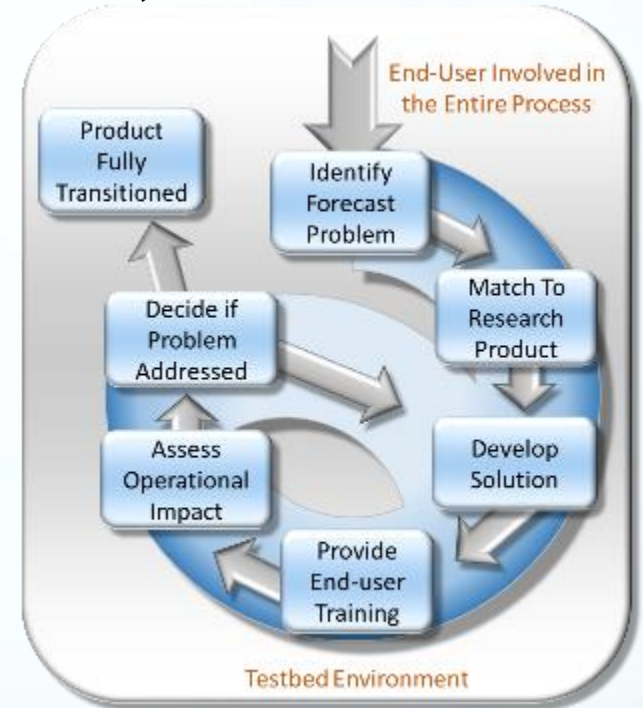 End-User Involved in
the Entire Process
Identify
Forecast
Problem
Match To
Research
Product
Develop
Solution
Provide
End-user
Training
Assess
Operational
Impact
Decide if
Problem
Addressed
Product
Fully
Transitioned
Testbed Environment